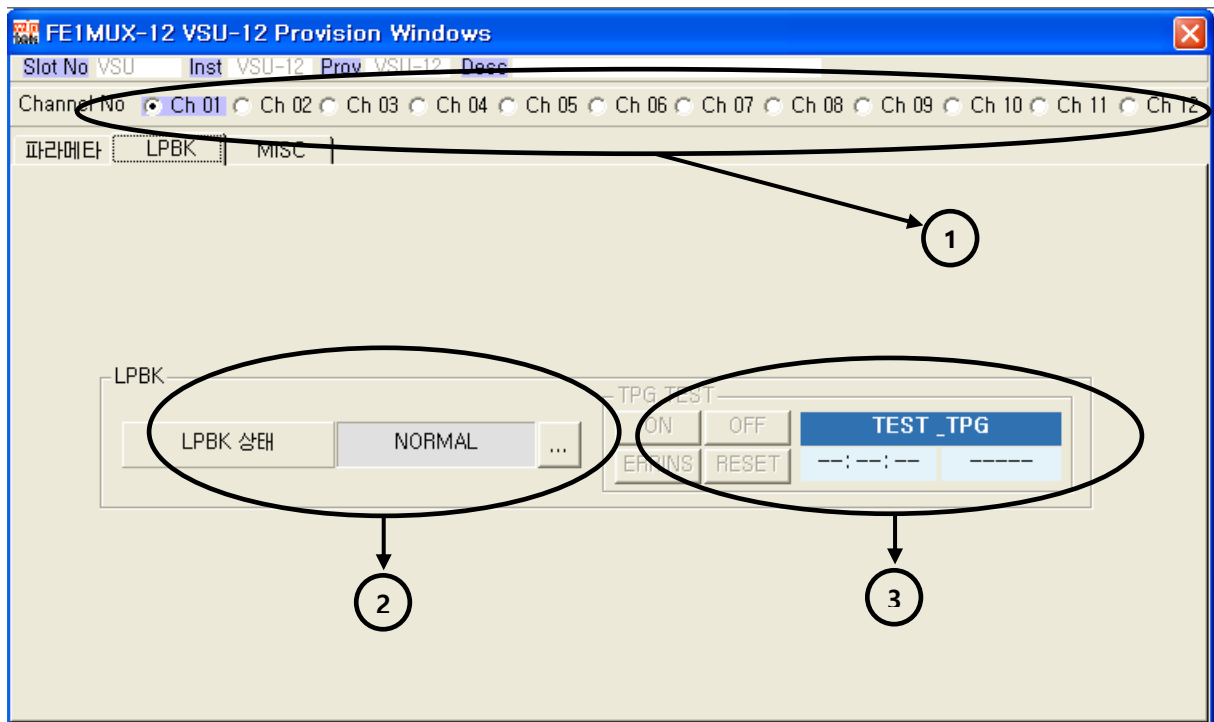 FE1MUX-12 VSU-12 Provision Windows
Slot No VSU Inst VSU-12 Prov VSU-12 Desc
Channel No Ch 01 Ch 02 Ch 03 Ch 04 Ch 05 Ch 06 Ch 07 Ch 08 Ch 09 Ch 10 Ch 11 Ch 12
파라메타 LPBK MISC
1
LPBK
TPG TEST
ON OFF TEST _TPG
LPBK 상태 NORMAL ...
ERRINS RESET --:--:-- -----
2
3